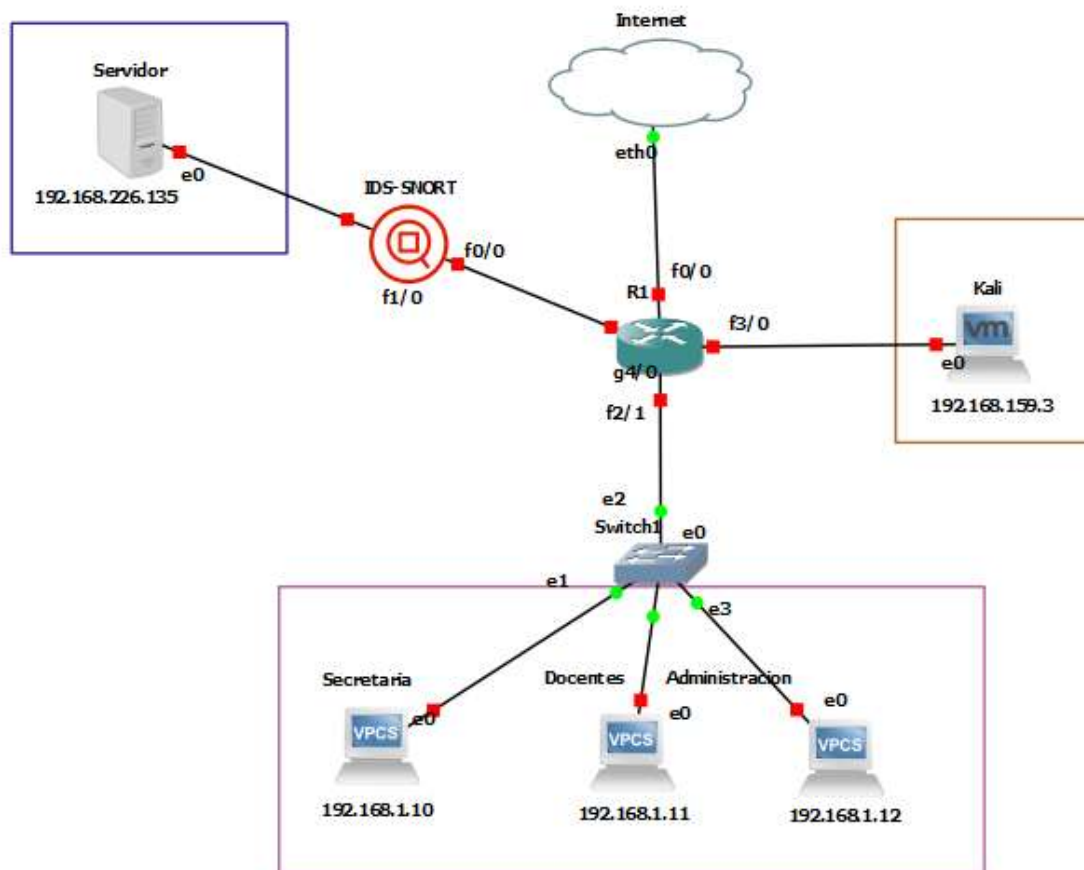 Internet
Servidor
eth0
e0
192.168.226.135
IDS-SNORT
f0/0
f1/0
f0/0
R1
f3/0
Kali
vm
e0
192.168.159.3
g4/0
f2/1
e2
Switch1
e0
e1
e3
Secretaria
Docentes
Administracion
e0
e0
e0
VPCS
VPCS
VPCS
192.168.1.10
192.168.1.11
192.168.1.12